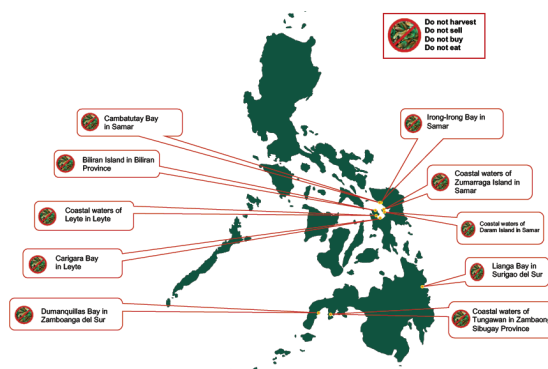 Do not harvest
Do not sell
Do not buy
Do not eat
Cambatutay Bay
in Samar
Irong-Irong Bay in
Samar
Biliran Island in Biliran
Province
Coastal waters of
Zumarraga Island in
Samar
Coastal waters of
Leyte in Leyte
Coastal waters of
Daram Island in Samar
Carigara Bay
in Leyte
Lianga Bay in
Surigao del Sur
Dumanquillas Bay in
Zamboanga del Sur
Coastal waters of
Tungawan in Zambaong
Sibugay Province